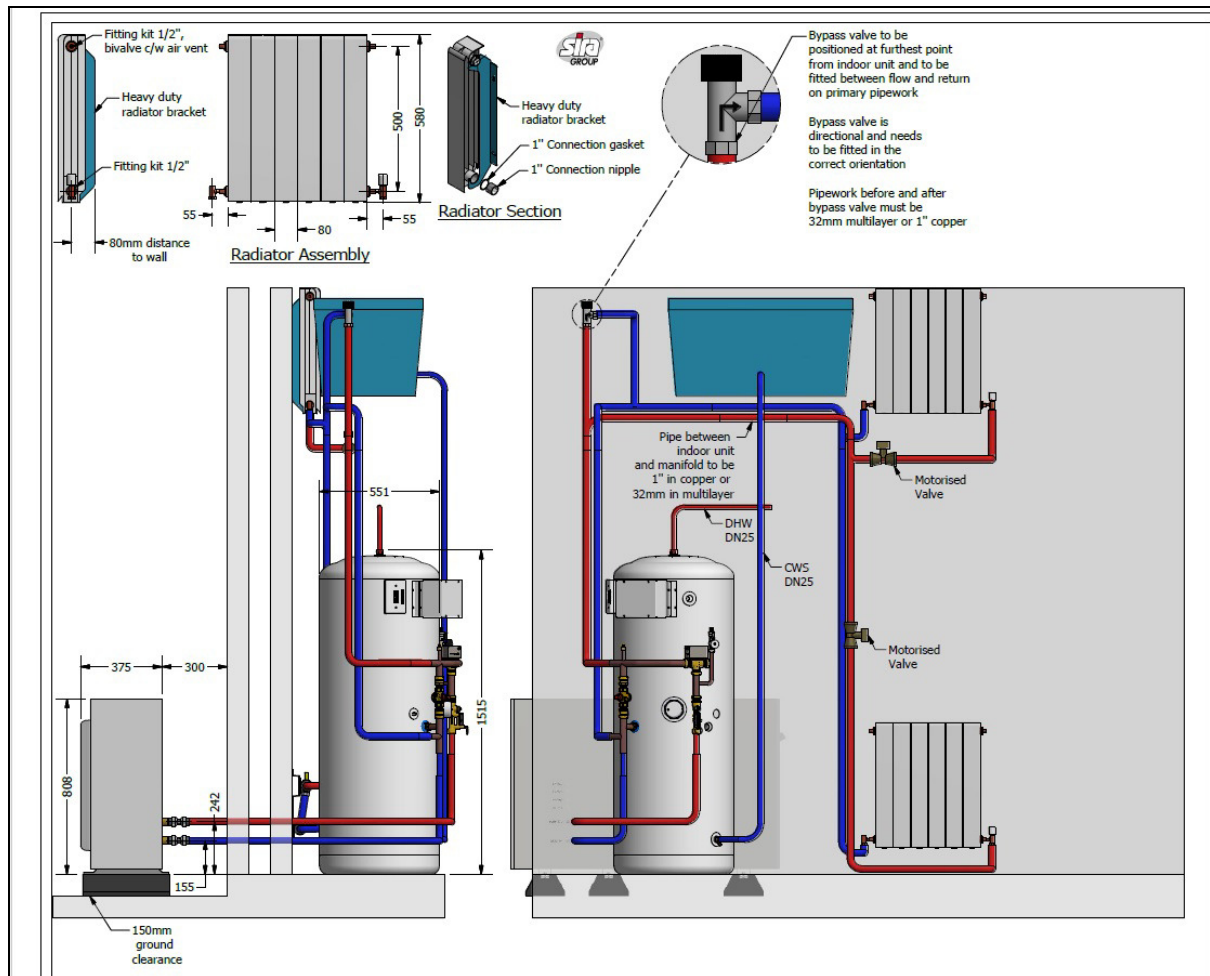 Fitting kit 1/2",
bivalve c/w air vent
Heavy duty
radiator bracket
Fitting kit 1/2"
80mm distance
to wall
55
80
55
500
580
Radiator Assembly
sira
GROUP
Heavy duty
radiator bracket
1" Connection gasket
1" Connection nipple
Radiator Section
Bypass valve to be
positioned at furthest point
from indoor unit and to be
fitted between flow and return
on primary pipework
Bypass valve is
directional and needs
to be fitted in the
correct orientation
Pipework before and after
bypass valve must be
32mm multilayer or 1" copper
551
1515
375
300
808
242
155
150mm
ground
clearance
Pipe between
indoor unit
and manifold to be
1" in copper or
32mm in multilayer
DHW
DN25
CWS
DN25
Motorised
Valve
Motorised
Valve